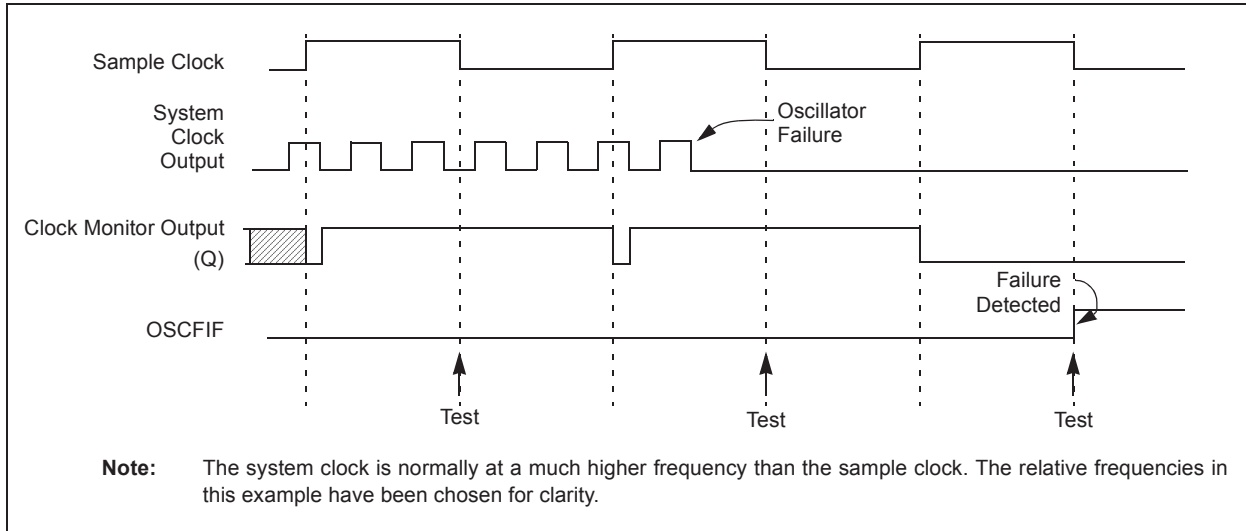 Sample Clock
System
Clock
Output
Oscillator
Failure
Clock Monitor Output
(Q)
Failure
Detected
OSCFIF
Test
Test
Test
Note: The system clock is normally at a much higher frequency than the sample clock. The relative frequencies in
this example have been chosen for clarity.